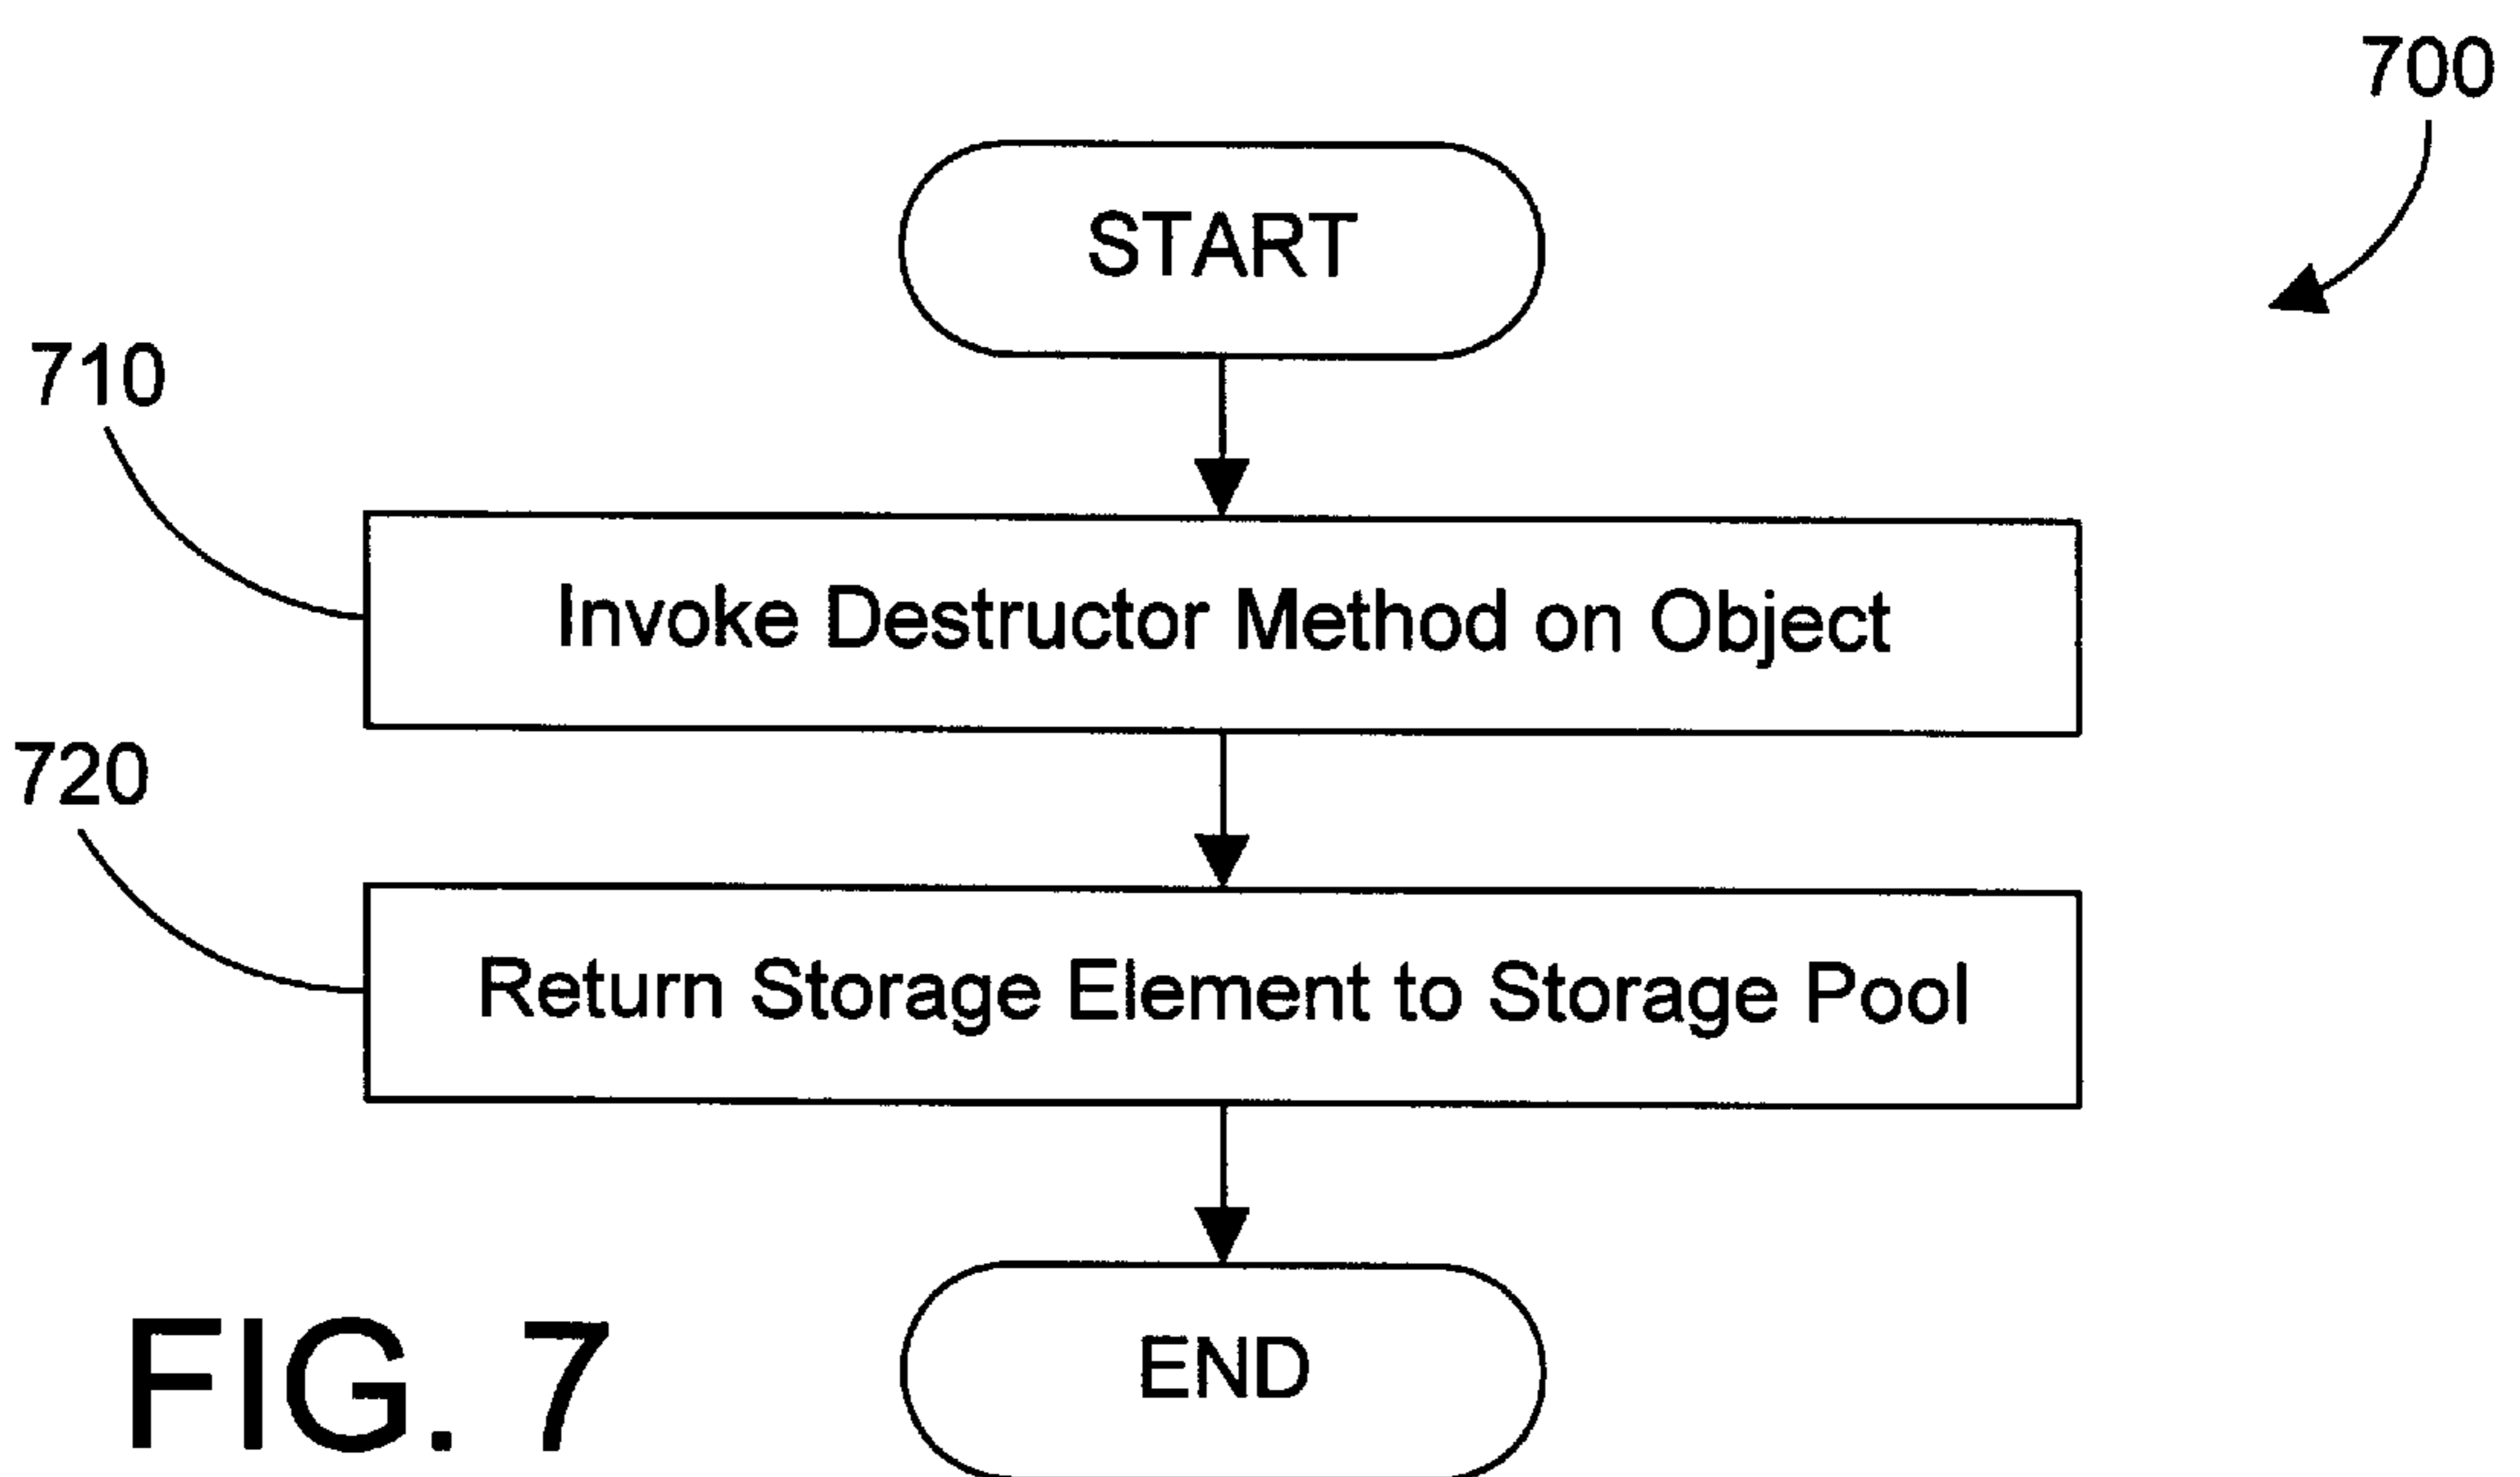 700
START
710
Invoke Destructor Method on Object
720
Return Storage Element to Storage Pool
END
FIG. 7